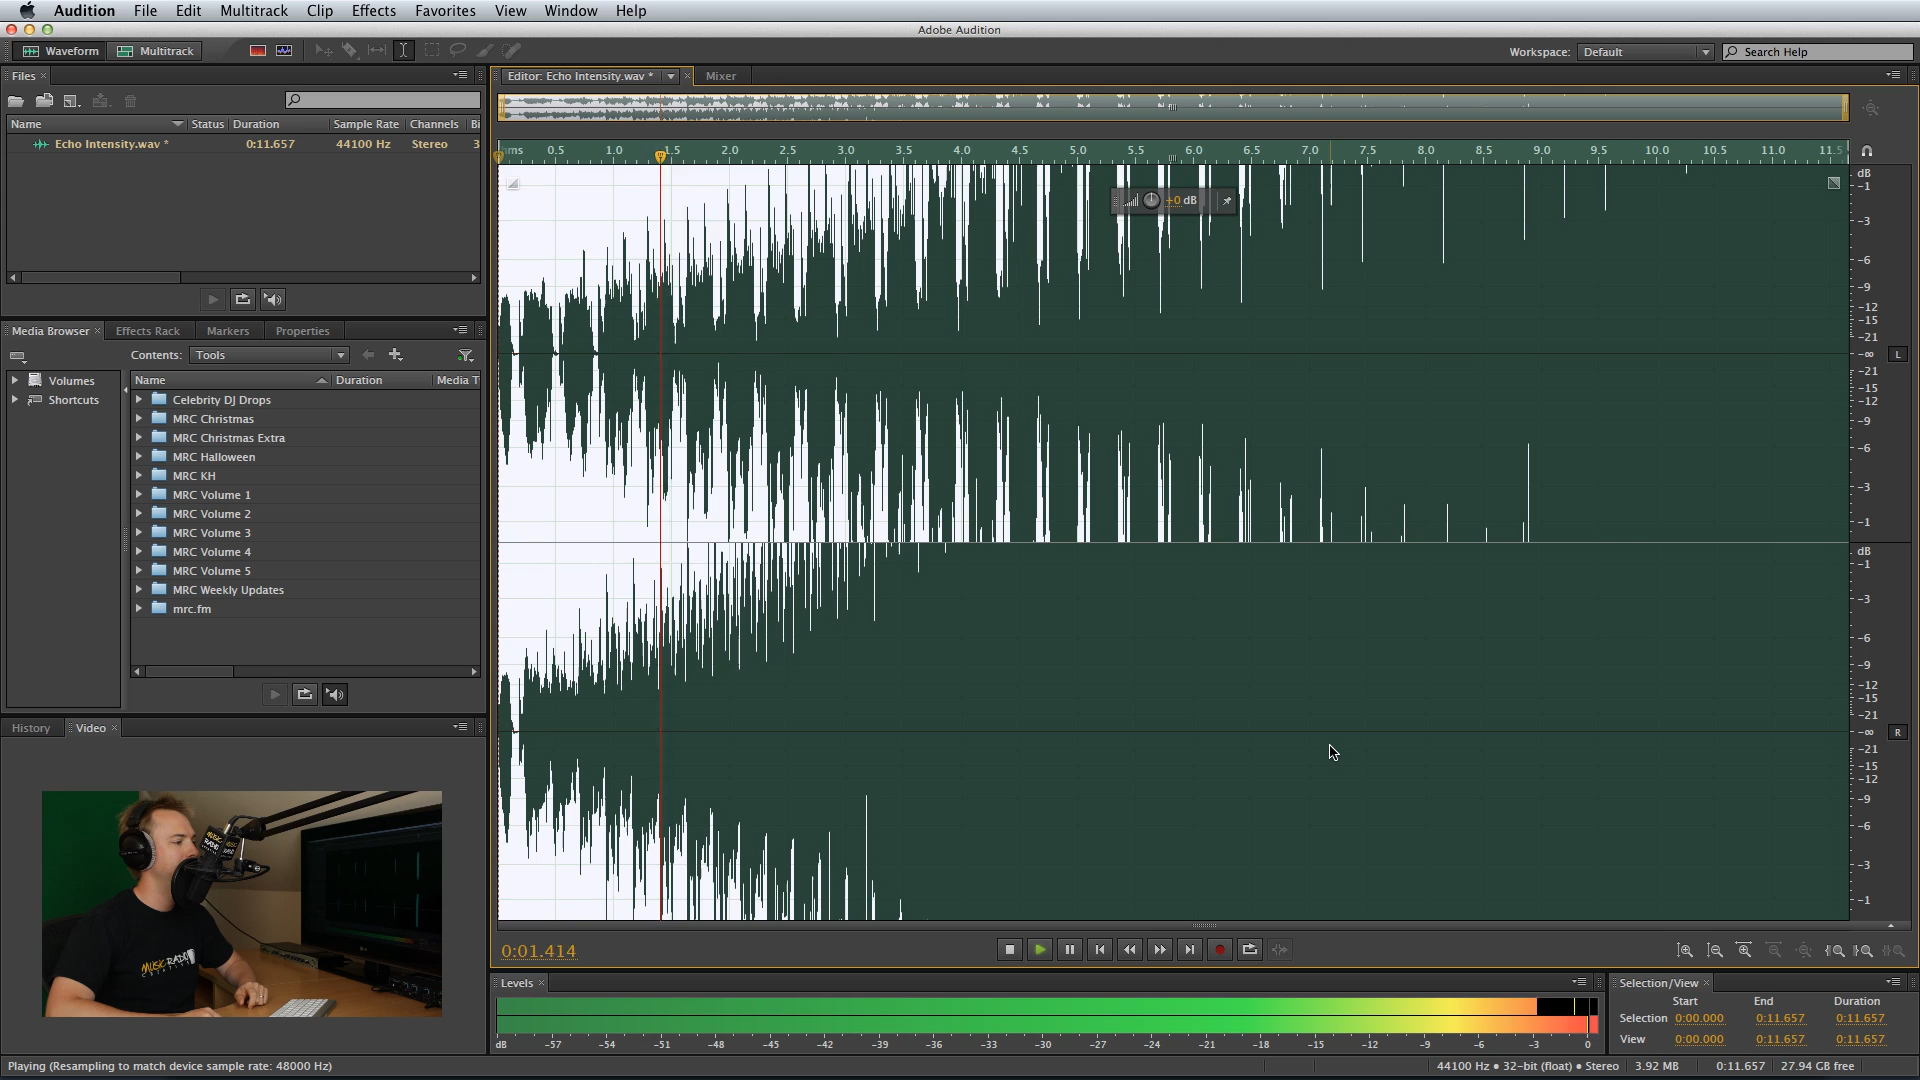 Audition File Edit Multitrack Clip Effects Favorites View Window Help
Adobe Audition
Waveform Multitrack Workspace: Default Search Help
Files Editor: Echo Intensity.wav * Mixer
Name Status Duration Sample Rate Channels Bi
Echo Intensity.wav * 0:11.657 44100 Hz Stereo 3
hms 0.5 1.0 1.5 2.0 2.5 3.0 3.5 4.0 4.5 5.0 5.5 6.0 6.5 7.0 7.5 8.0 8.5 9.0 9.5 10.0 10.5 11.0 11.5
+0 dB
dB
-1
-3
-6
-9
-12
-15
-21
-∞ L
-21
-15
-12
-9
-6
-3
-1
dB
-1
-3
-6
-9
-12
-15
-21
-∞ R
-21
-15
-12
-9
-6
-3
-1
Media Browser Effects Rack Markers Properties
Contents: Tools
Volumes
Shortcuts
Name Duration Media T
Celebrity DJ Drops
MRC Christmas
MRC Christmas Extra
MRC Halloween
MRC KH
MRC Volume 1
MRC Volume 2
MRC Volume 3
MRC Volume 4
MRC Volume 5
MRC Weekly Updates
mrc.fm
History Video
MUSIC RADIO
0:01.414
Levels
dB -57 -54 -51 -48 -45 -42 -39 -36 -33 -30 -27 -24 -21 -18 -15 -12 -9 -6 -3 0
Selection/View
Start End Duration
Selection 0:00.000 0:11.657 0:11.657
View 0:00.000 0:11.657 0:11.657
Playing (Resampling to match device sample rate: 48000 Hz) 44100 Hz • 32-bit (float) • Stereo 3.92 MB 0:11.657 27.94 GB free